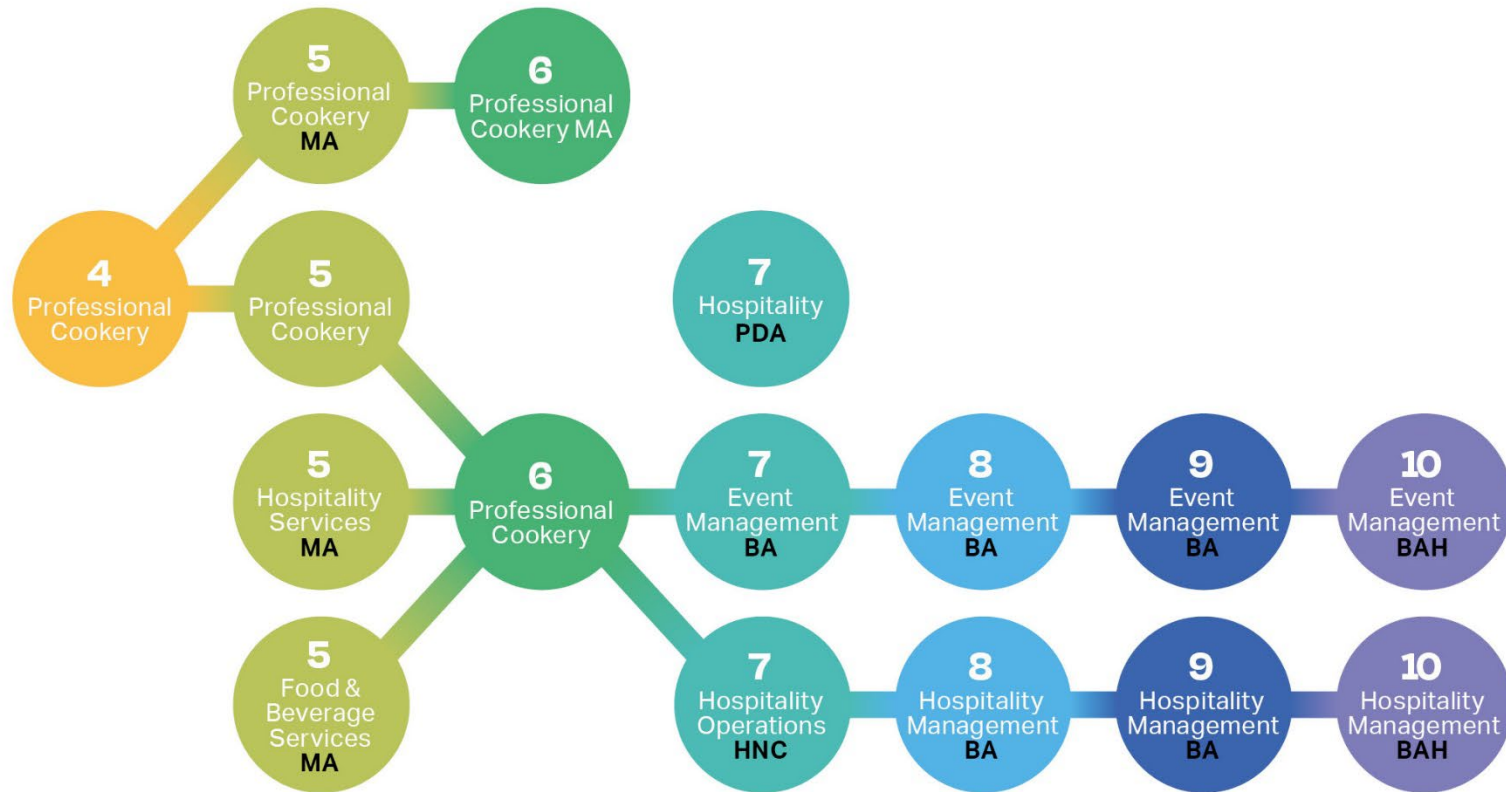 5
Professional
Cookery
MA
6
Professional
Cookery MA
4
Professional
Cookery
5
Professional
Cookery
7
Hospitality
PDA
5
Hospitality
Services
MA
6
Professional
Cookery
7
Event
Management
BA
8
Event
Management
BA
9
Event
Management
BA
10
Event
Management
BAH
5
Food &
Beverage
Services
MA
7
Hospitality
Operations
HNC
8
Hospitality
Management
BA
9
Hospitality
Management
BA
10
Hospitality
Management
BAH